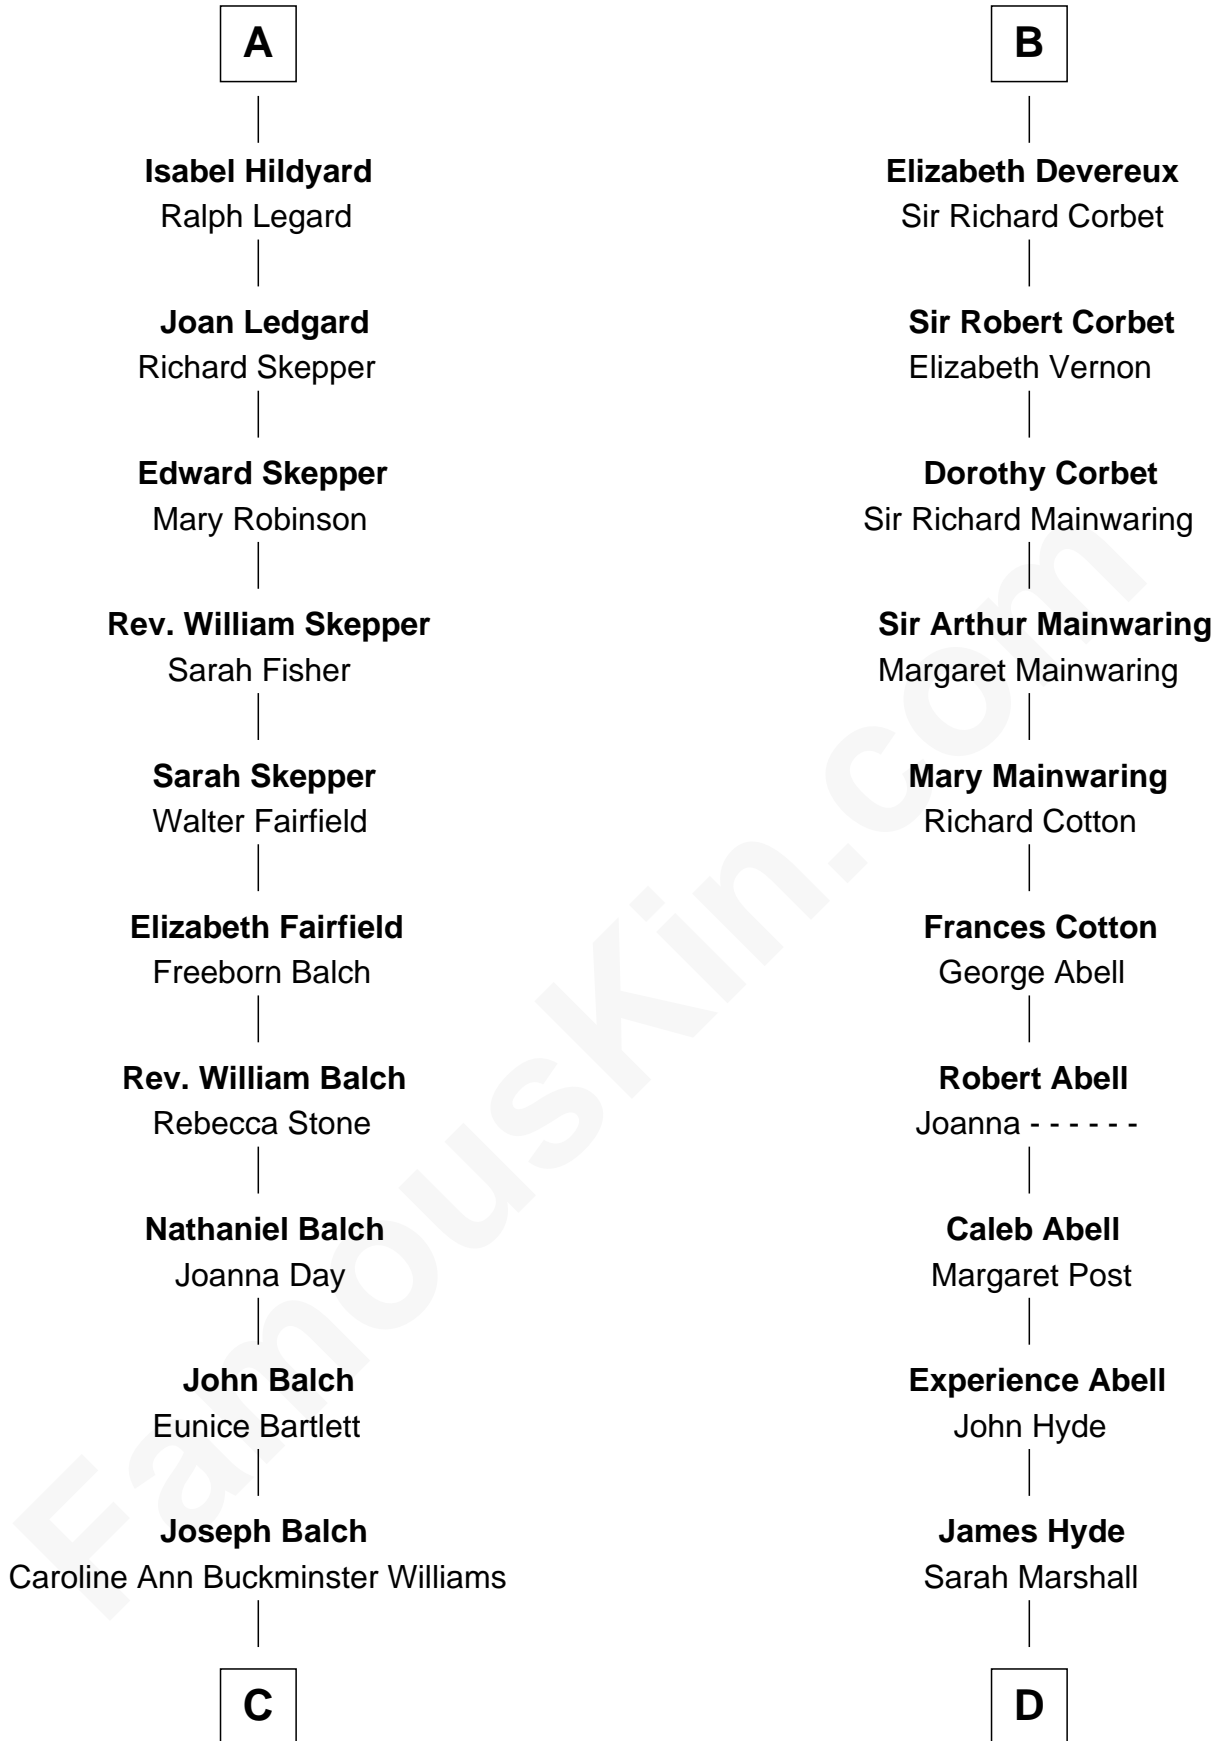 A
Isabel Hildyard
Ralph Legard
Joan Ledgard
Richard Skepper
Edward Skepper
Mary Robinson
Rev. William Skepper
Sarah Fisher
Sarah Skepper
Walter Fairfield
Elizabeth Fairfield
Freeborn Balch
Rev. William Balch
Rebecca Stone
Nathaniel Balch
Joanna Day
John Balch
Eunice Bartlett
Joseph Balch
Caroline Ann Buckminster Williams
C
B
Elizabeth Devereux
Sir Richard Corbet
Sir Robert Corbet
Elizabeth Vernon
Dorothy Corbet
Sir Richard Mainwaring
Sir Arthur Mainwaring
Margaret Mainwaring
Mary Mainwaring
Richard Cotton
Frances Cotton
George Abell
Robert Abell
Joanna - - - - - -
Caleb Abell
Margaret Post
Experience Abell
John Hyde
James Hyde
Sarah Marshall
D
FamousKin.com